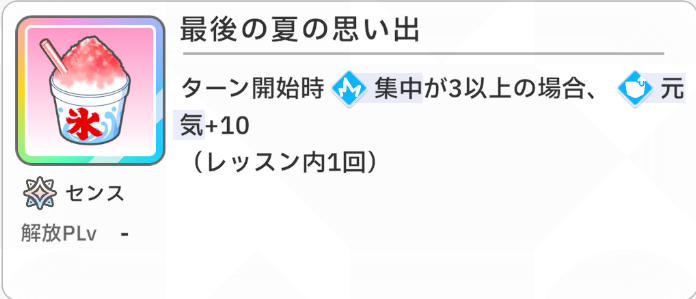 最後の夏の思い出
ターン開始時 集中が3以上の場合、 元
気+10
（レッスン内1回）
氷
センス
解放PLv -